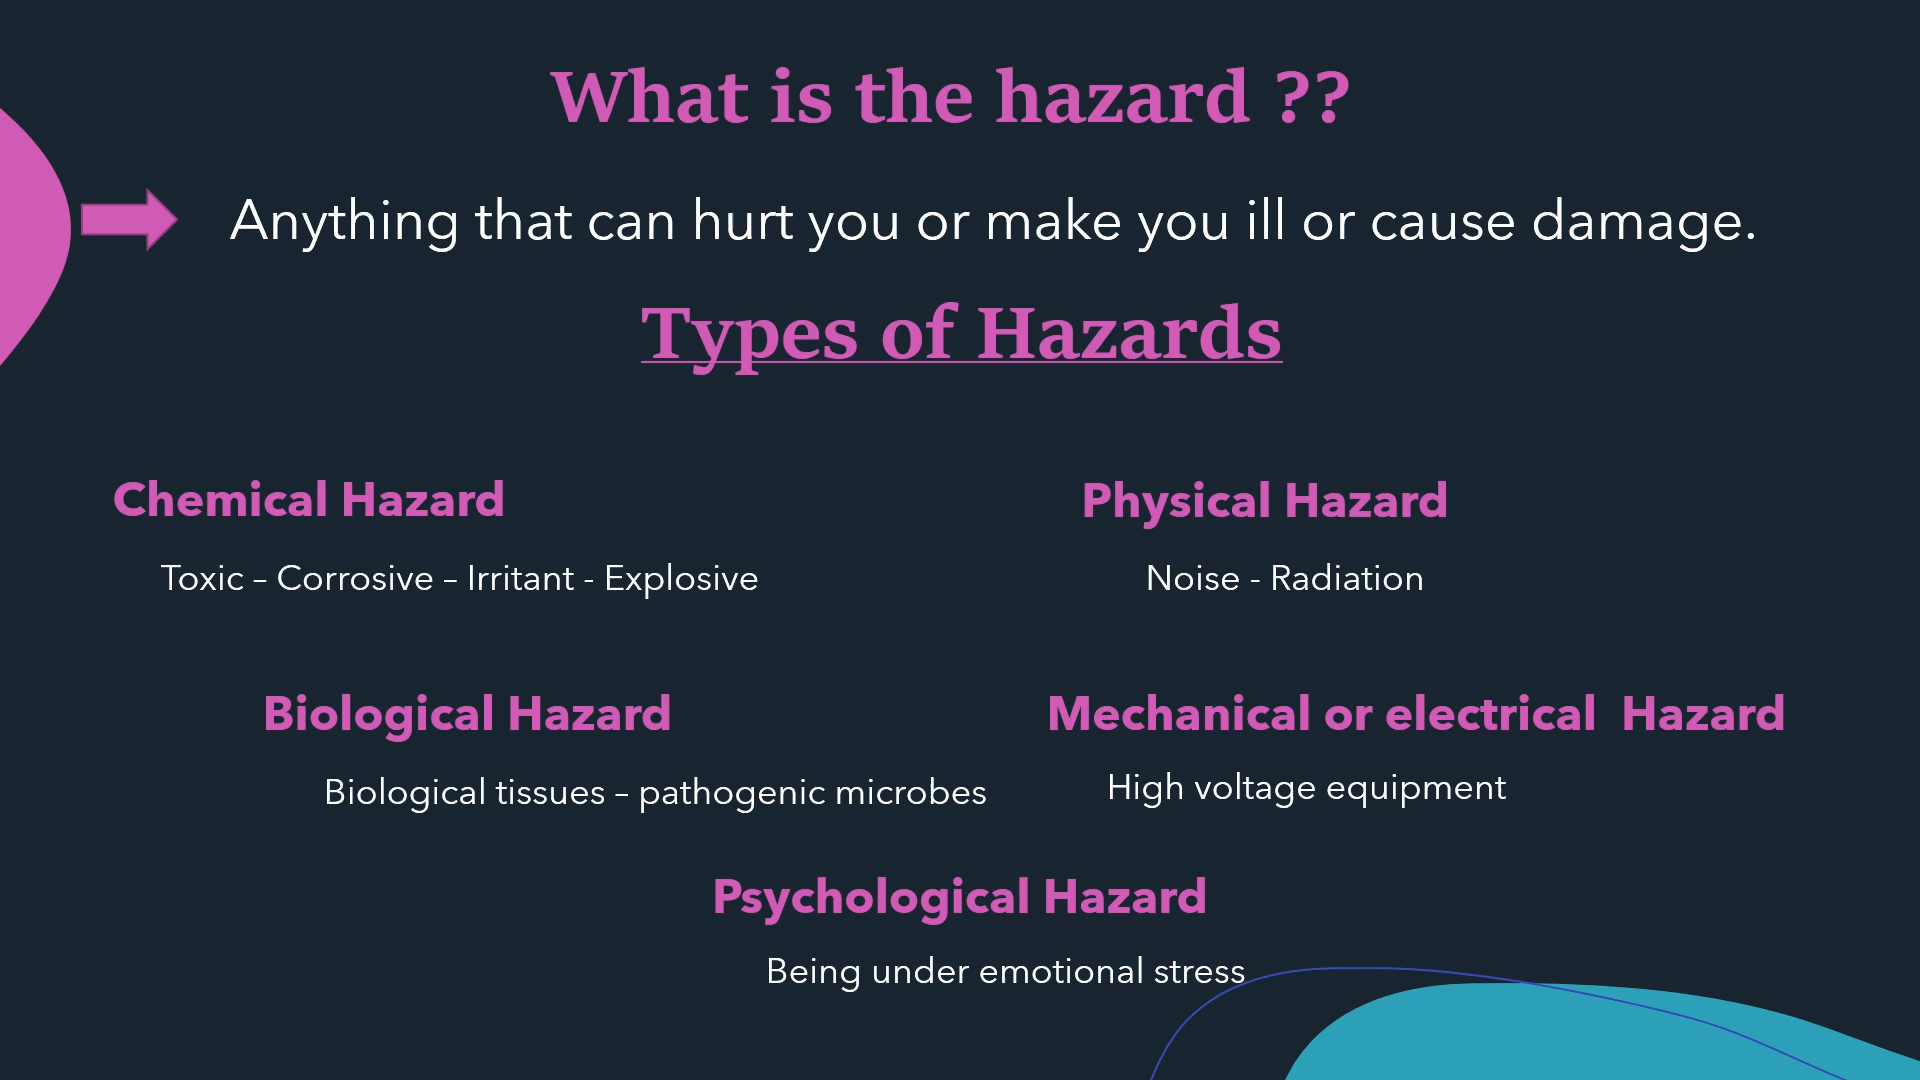 What is the hazard ??
Anything that can hurt you or make you ill or cause damage.
Types of Hazards
Chemical Hazard
Toxic – Corrosive – Irritant - Explosive
Physical Hazard
Noise - Radiation
Biological Hazard
Biological tissues – pathogenic microbes
Mechanical or electrical  Hazard
High voltage equipment
Psychological Hazard
Being under emotional stress